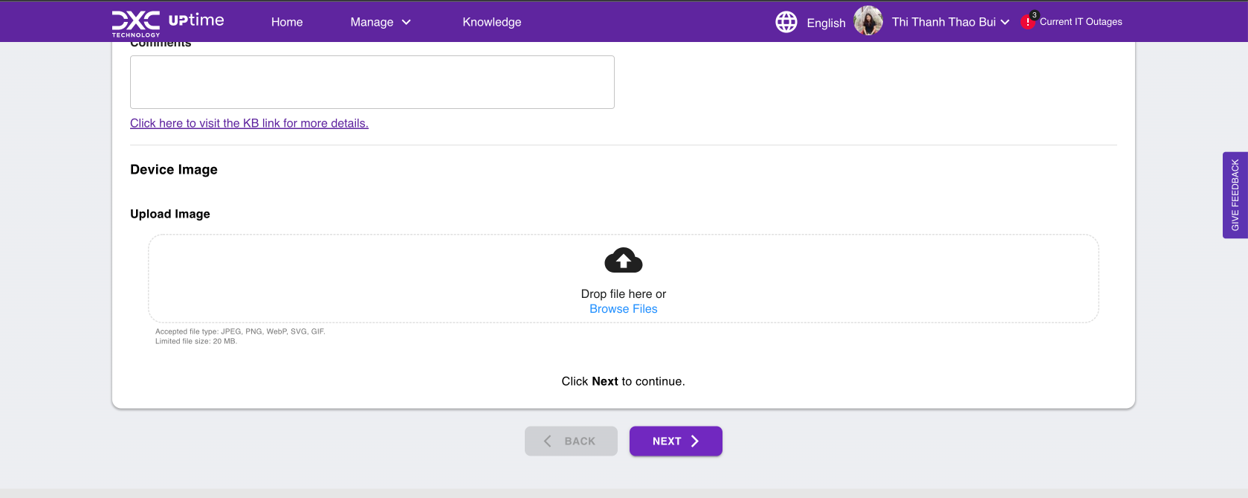 DXC TECHNOLOGY UPtime
Home
Manage
Knowledge
English
Thi Thanh Thao Bui
3
! Current IT Outages
Comments
Click here to visit the KB link for more details.
Device Image
GIVE FEEDBACK
Upload Image
Drop file here or
Browse Files
Accepted file type: JPEG, PNG, WebP, SVG, GIF.
Limited file size: 20 MB.
Click Next to continue.
BACK
NEXT